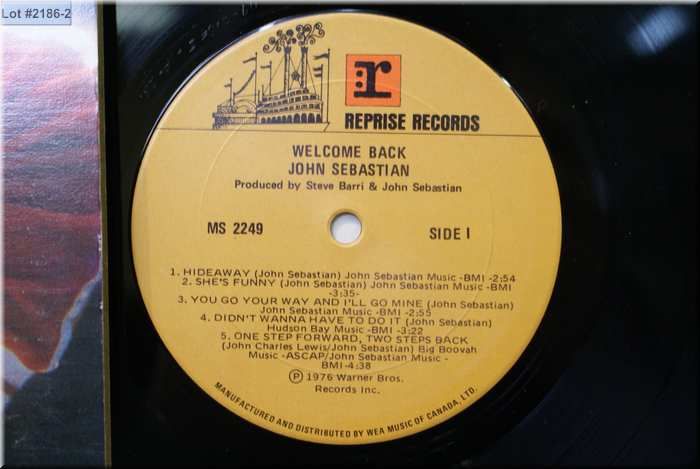 Lot #2186-2
r
REPRISE RECORDS
WELCOME BACK
JOHN SEBASTIAN
Produced by Steve Barri & John Sebastian
MS 2249 SIDE I
1. HIDEAWAY (John Sebastian) John Sebastian Music -BMI -2:54
2. SHE'S FUNNY (John Sebastian) John Sebastian Music -BMI
-3:35-
3. YOU GO YOUR WAY AND I'LL GO MINE (John Sebastian)
John Sebastian Music -BMI -2:55
4. DIDN'T WANNA HAVE TO DO IT (John Sebastian)
Hudson Bay Music -BMI -3:22
5. ONE STEP FORWARD, TWO STEPS BACK
(John Charles Lewis/John Sebastian) Big Boovah
Music -ASCAP/John Sebastian Music -
BMI-4:38
Ⓟ 1976 Warner Bros.
Records Inc.
MANUFACTURED AND DISTRIBUTED BY WEA MUSIC OF CANADA, LTD.